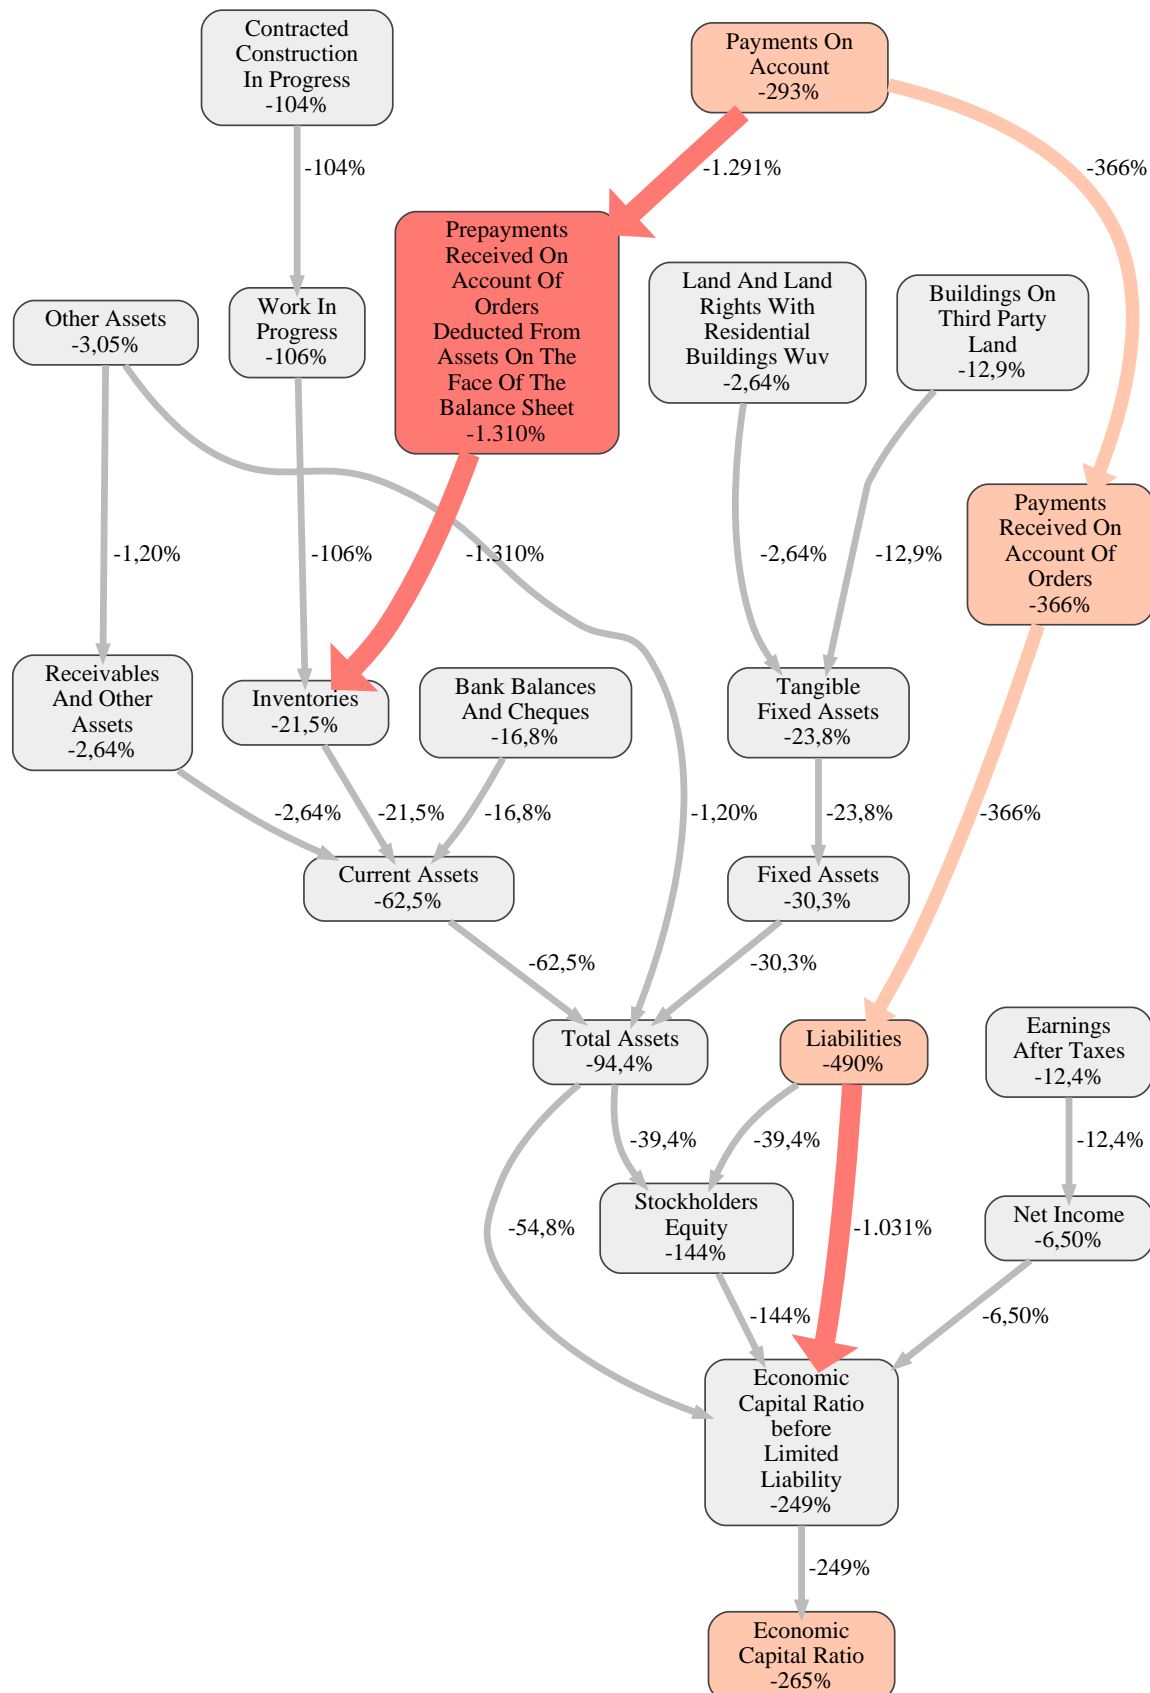 Contracted
Construction
In Progress
-104%
Payments On
Account
-293%
-104%
-1.291%
-366%
Prepayments
Received On
Account Of
Orders
Deducted From
Assets On The
Face Of The
Balance Sheet
-1.310%
Land And Land
Rights With
Residential
Buildings Wuv
-2,64%
Buildings On
Third Party
Land
-12,9%
Other Assets
-3,05%
Work In
Progress
-106%
Payments
Received On
Account Of
Orders
-366%
-1,20%
-106%
-1.310%
-2,64%
-12,9%
Receivables
And Other
Assets
-2,64%
Inventories
-21,5%
Bank Balances
And Cheques
-16,8%
Tangible
Fixed Assets
-23,8%
-2,64%
-21,5%
-16,8%
-1,20%
-23,8%
-366%
Current Assets
-62,5%
Fixed Assets
-30,3%
-62,5%
-30,3%
Total Assets
-94,4%
Liabilities
-490%
Earnings
After Taxes
-12,4%
-39,4%
-39,4%
-12,4%
Stockholders
Equity
-144%
Net Income
-6,50%
-54,8%
-1.031%
-144%
-6,50%
Economic
Capital Ratio
before
Limited
Liability
-249%
-249%
Economic
Capital Ratio
-265%